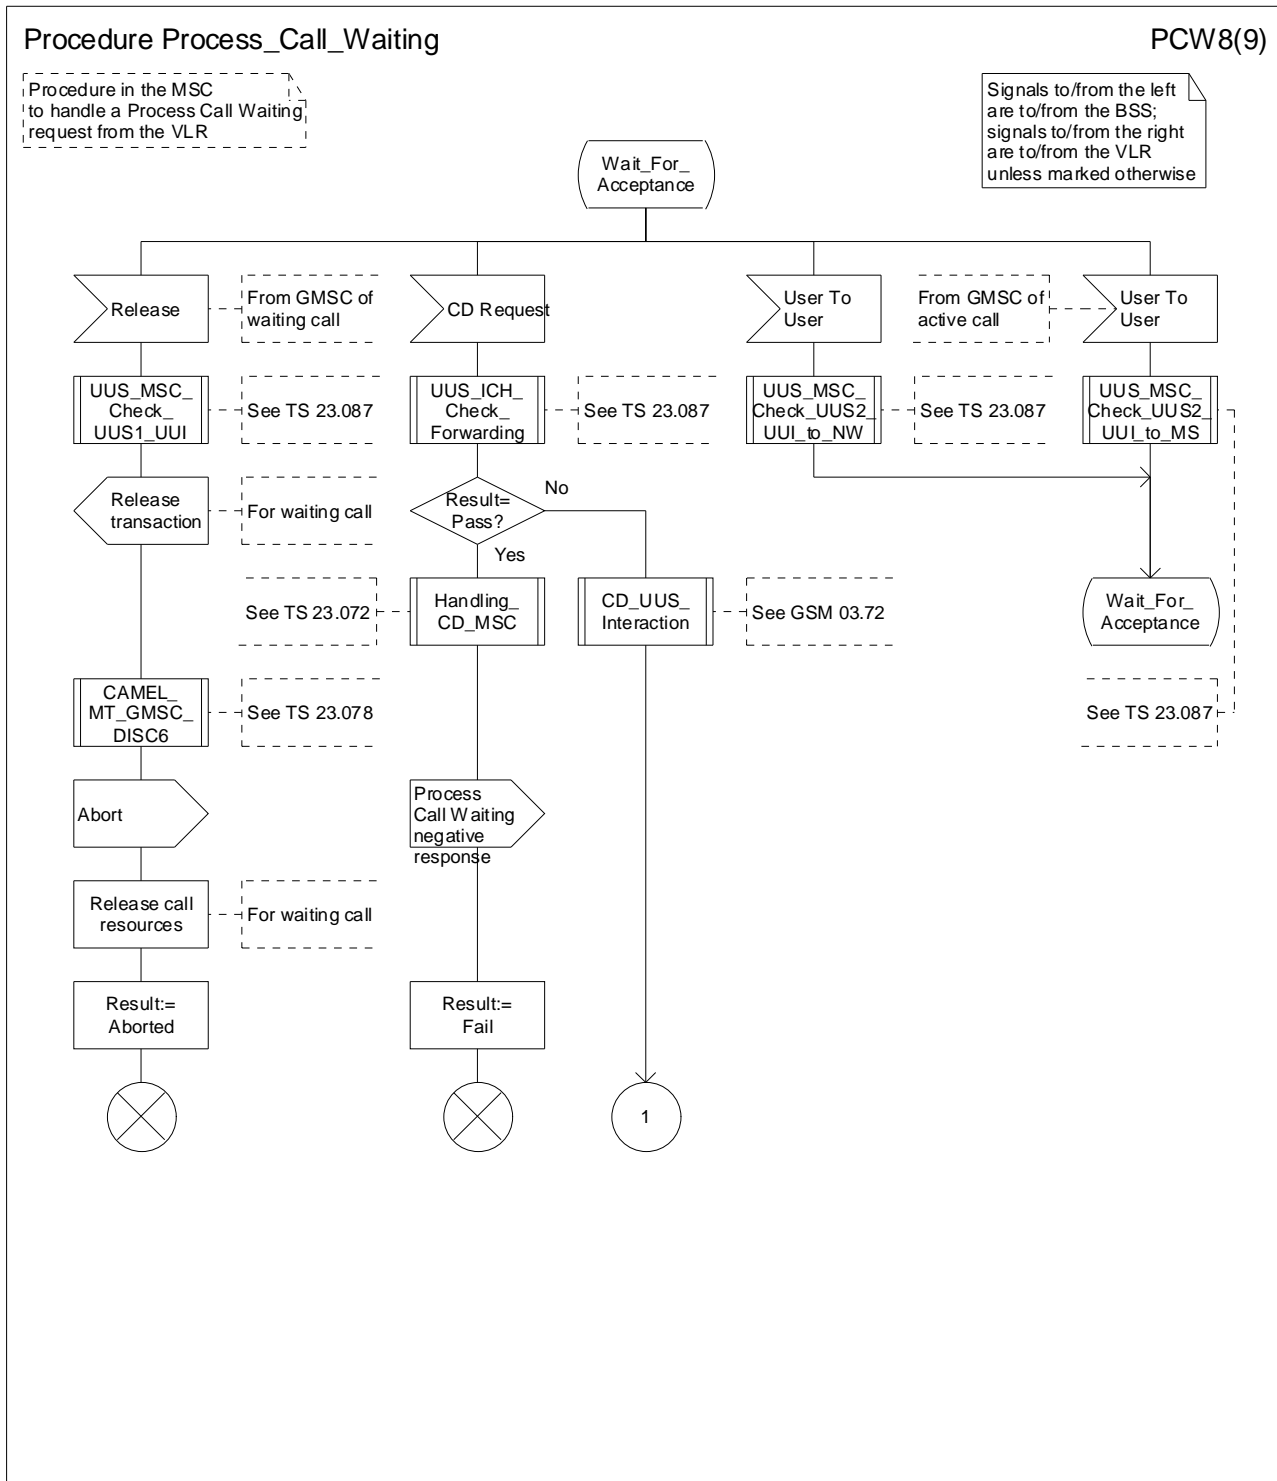 Procedure Process_Call_Waiting
PCW8(9)
Procedure in the MSC
to handle a Process Call Waiting
request from the VLR
Signals to/from the left
are to/from the BSS;
signals to/from the right
are to/from the VLR
unless marked otherwise
Wait_For_
Acceptance
Release
From GMSC of
waiting call
CD Request
User To
User
From GMSC of
active call
User To
User
UUS_MSC_
Check_
UUS1_UUI
See TS 23.087
UUS_ICH_
Check_
Forwarding
See TS 23.087
UUS_MSC_
Check_UUS2_
UUI_to_NW
See TS 23.087
UUS_MSC_
Check_UUS2_
UUI_to_MS
Release
transaction
For waiting call
Result=
Pass?
No
Yes
See TS 23.072
Handling_
CD_MSC
CD_UUS_
Interaction
See GSM 03.72
Wait_For_
Acceptance
CAMEL_
MT_GMSC_
DISC6
See TS 23.078
See TS 23.087
Abort
Process
Call Waiting
negative
response
Release call
resources
For waiting call
Result:=
Aborted
Result:=
Fail
1